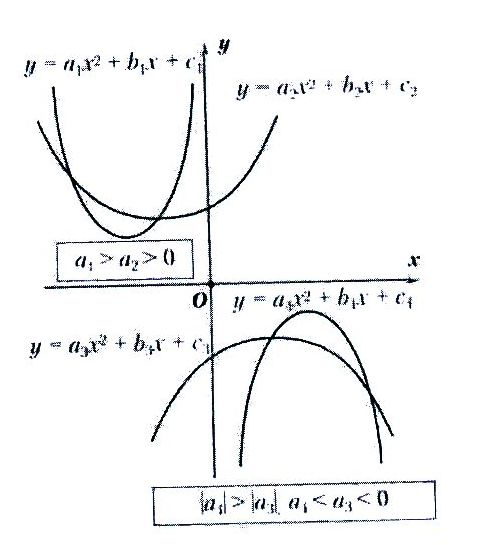 y
y = a₁x² + b₁x + c₁
y = a₂x² + b₂x + c₂
a₁ > a₂ > 0
x
O
y = a₄x² + b₄x + c₄
y = a₃x² + b₃x + c₃
|a₄| > |a₃|, a₄ < a₃ < 0